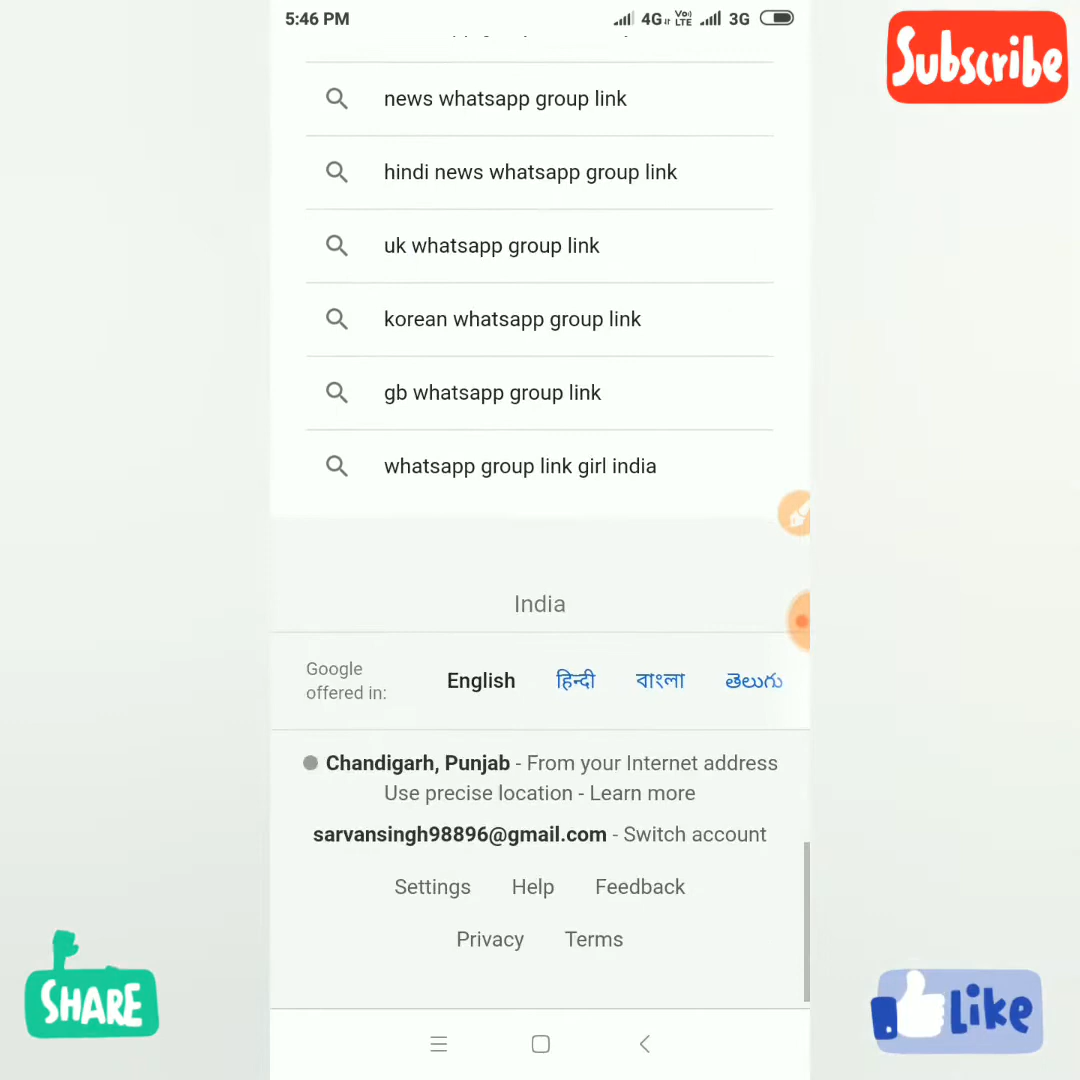 5:46 PM 4G Vo) LTE 3G
Subscribe
news whatsapp group link
hindi news whatsapp group link
uk whatsapp group link
korean whatsapp group link
gb whatsapp group link
whatsapp group link girl india
India
Google
offered in:
English हिन्दी বাংলা తెలుగు
Chandigarh, Punjab - From your Internet address
Use precise location - Learn more
sarvansingh98896@gmail.com - Switch account
Settings Help Feedback
Privacy Terms
SHARE
Like